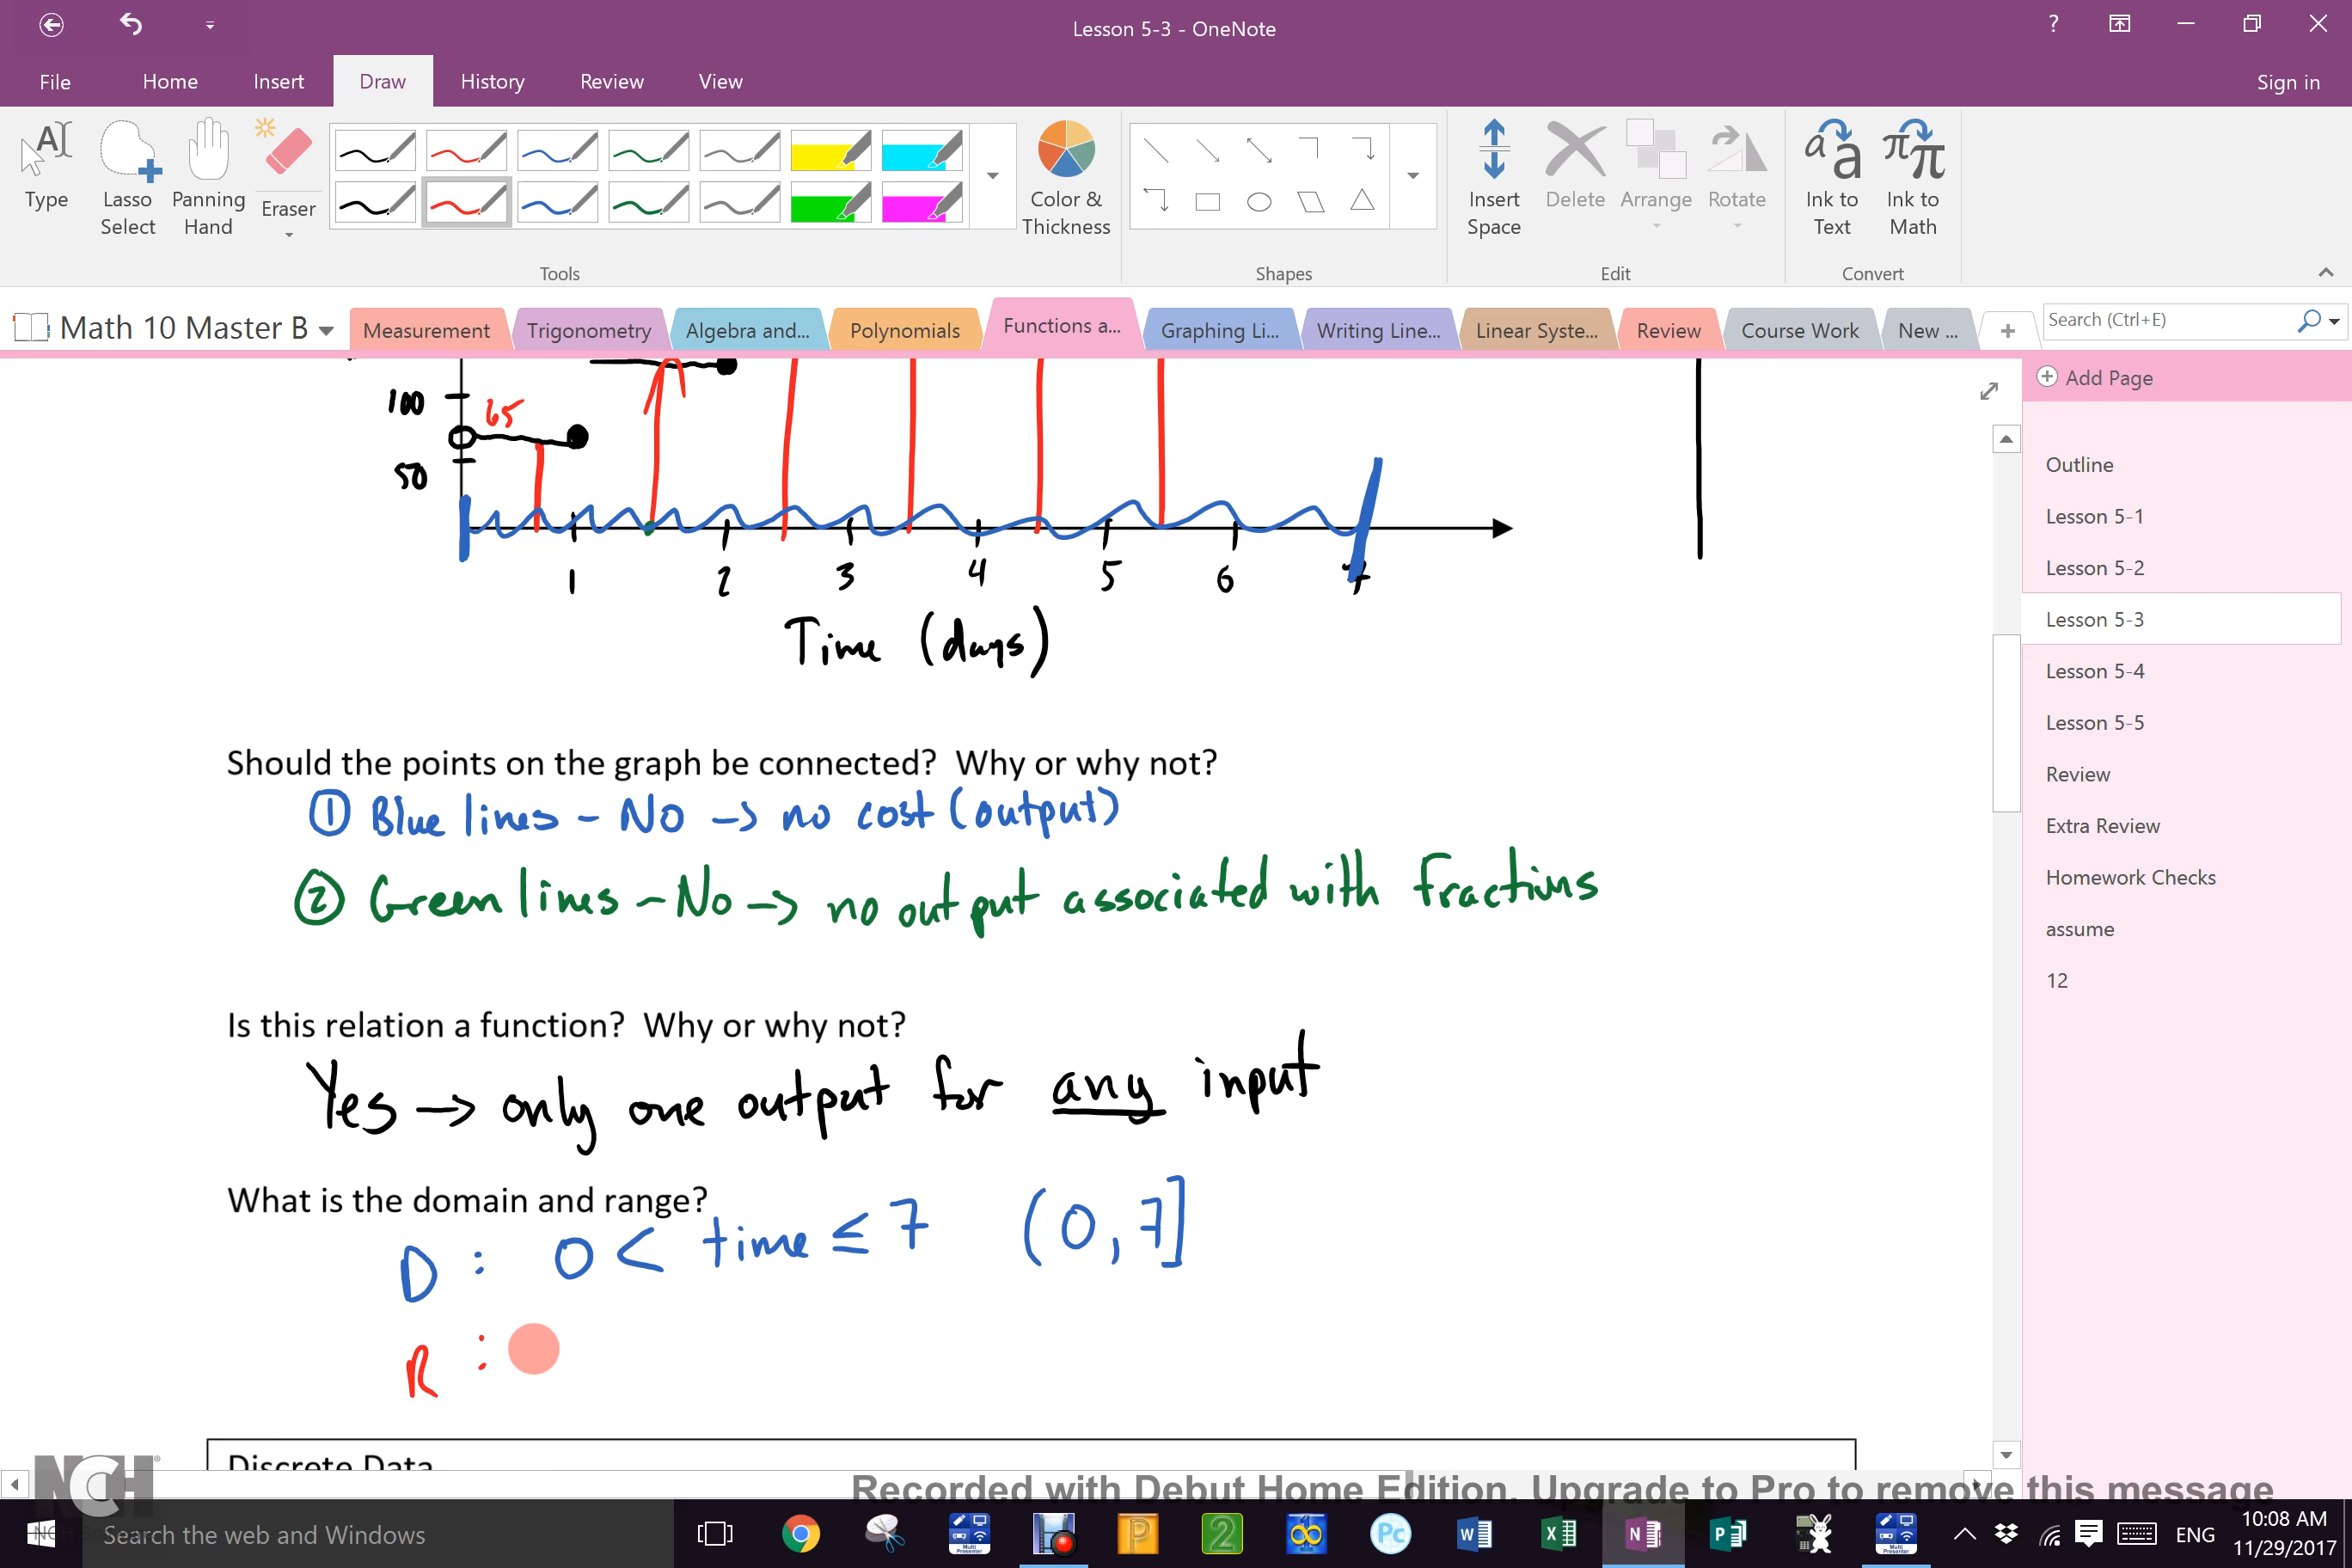 Lesson 5-3 - OneNote
?
File Home Insert Draw History Review View Sign in
Type
Lasso Select
Panning Hand
Eraser
Color & Thickness
Insert Space
Delete
Arrange
Rotate
Ink to Text
Ink to Math
Tools Shapes Edit Convert
Math 10 Master B Measurement Trigonometry Algebra and... Polynomials Functions a... Graphing Li... Writing Line... Linear Syste... Review Course Work New ... + Search (Ctrl+E)
Add Page
Outline
Lesson 5-1
Lesson 5-2
Lesson 5-3
Lesson 5-4
Lesson 5-5
Review
Extra Review
Homework Checks
assume
12
100
65
50
1 2 3 4 5 6 7
Time (days)
Should the points on the graph be connected? Why or why not?
① Blue lines - No → no cost (output)
② Green lines - No → no output associated with fractions
Is this relation a function? Why or why not?
Yes → only one output for any input
What is the domain and range?
D : 0 < time ≤ 7 (0, 7]
R :
Discrete Data
NCH
Recorded with Debut Home Edition. Upgrade to Pro to remove this message
Search the web and Windows
ENG
10:08 AM
11/29/2017